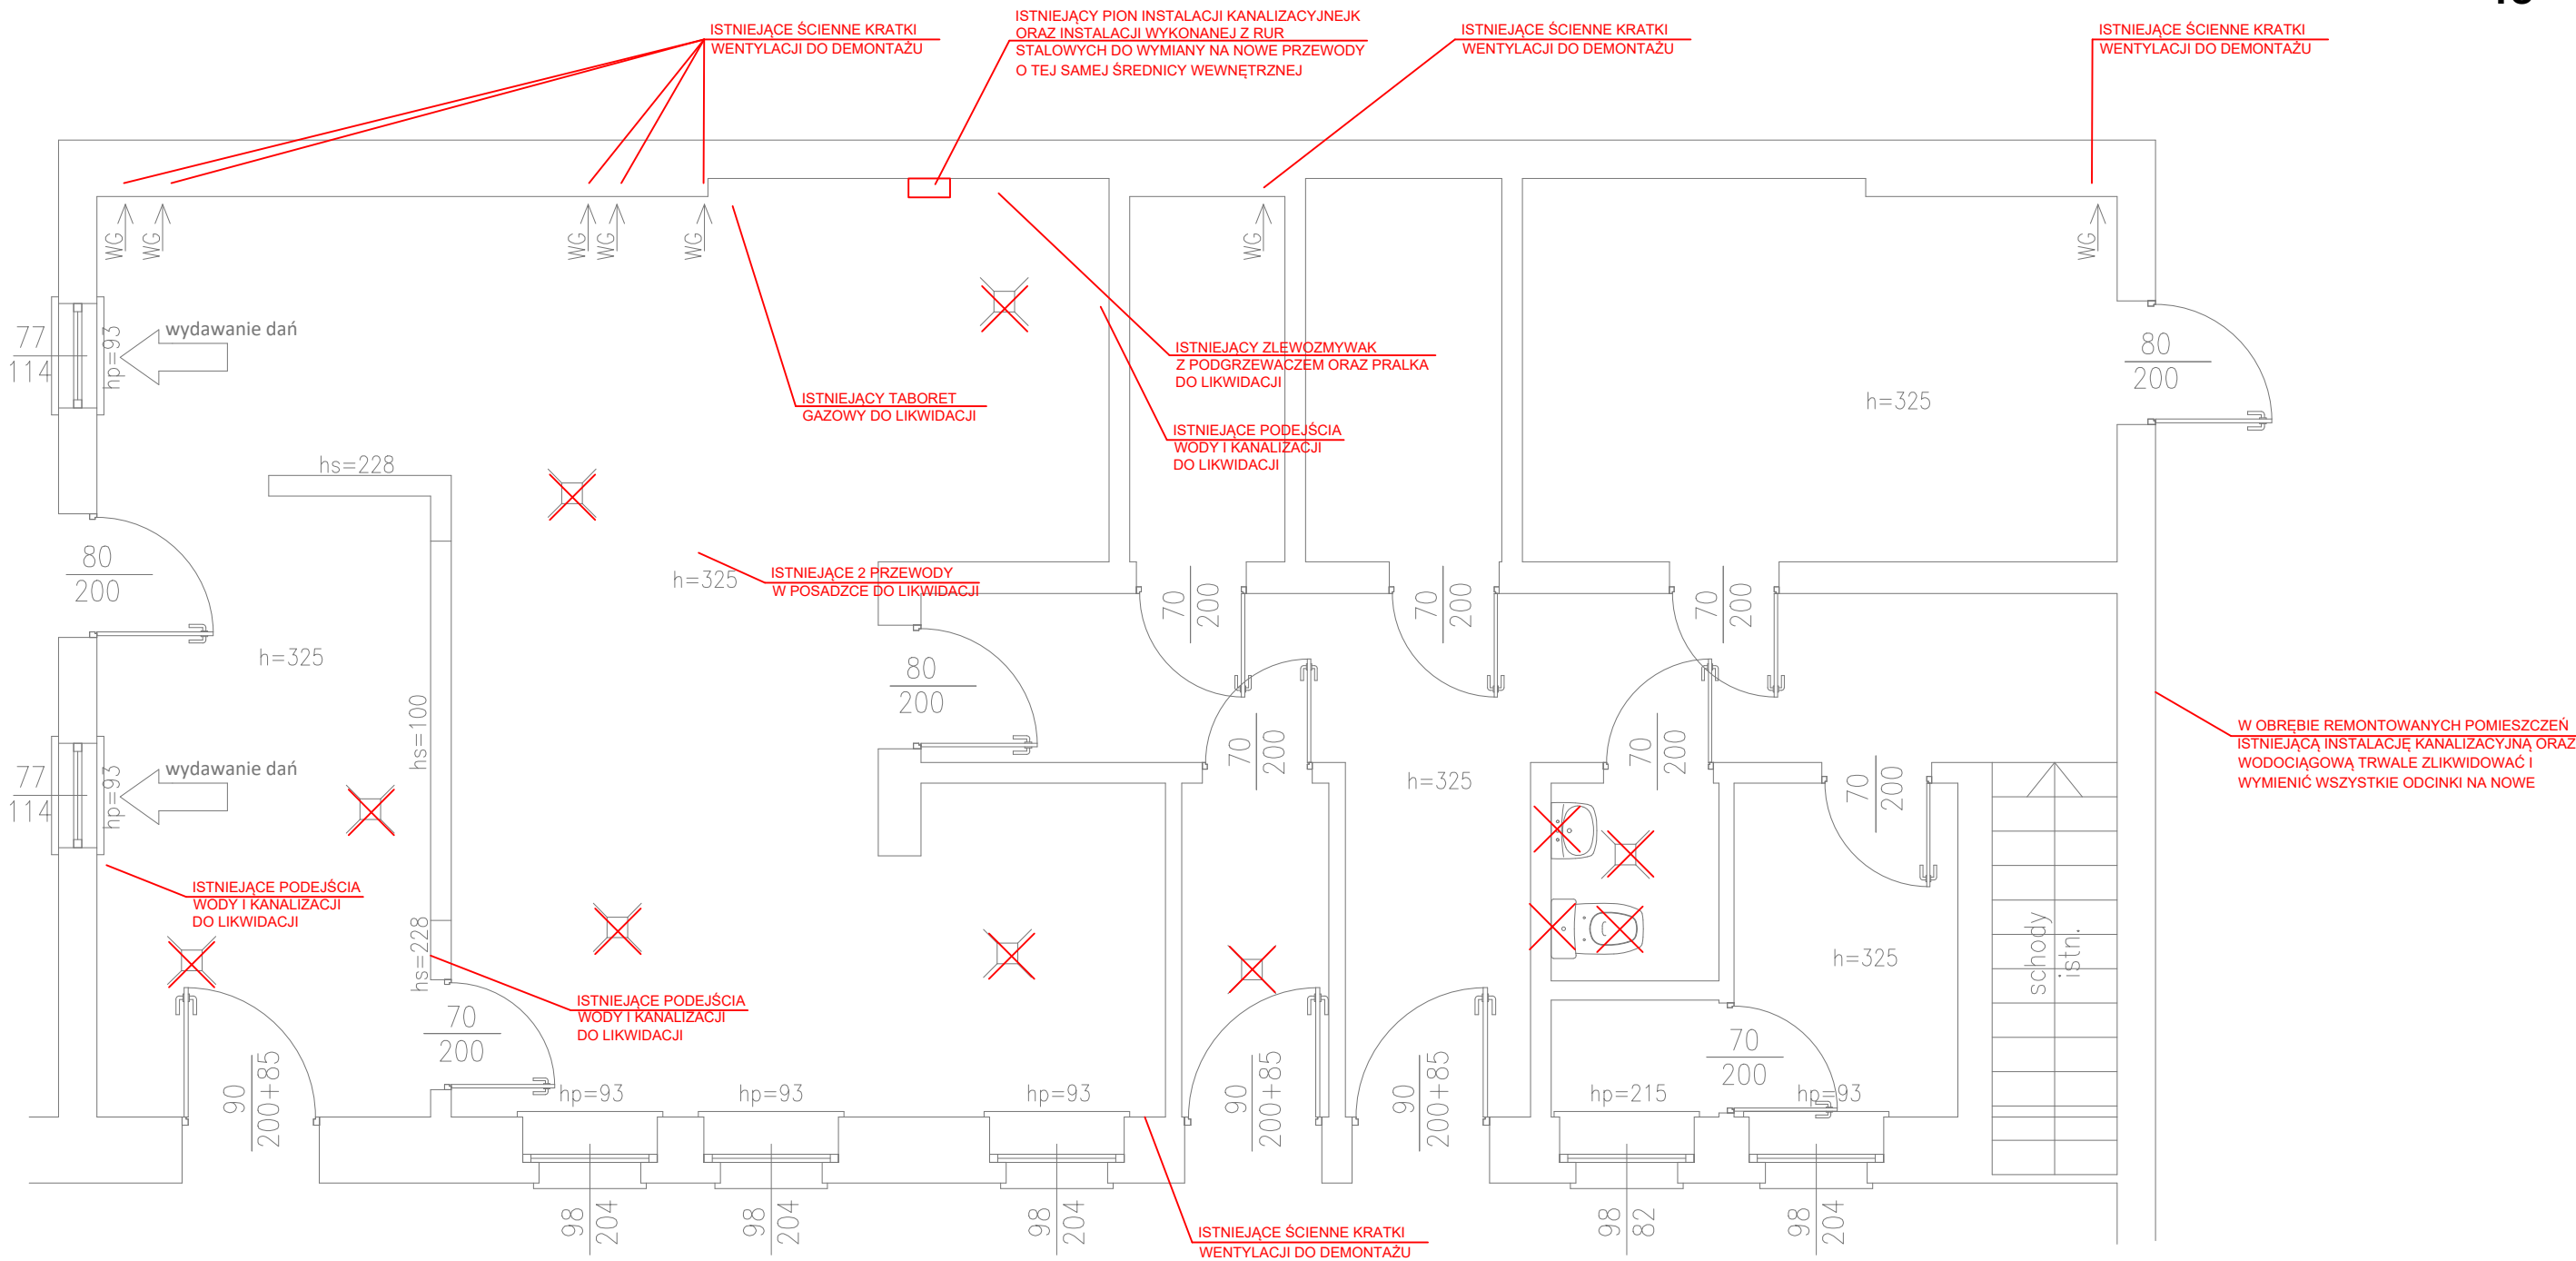 ISTNIEJĄCE ŚCIENNE KRATKI
WENTYLACJI DO DEMONTAŻU
ISTNIEJĄCY PION INSTALACJI KANALIZACYJNEJK
ORAZ INSTALACJI WYKONANEJ Z RUR
STALOWYCH DO WYMIANY NA NOWE PRZEWODY
O TEJ SAMEJ ŚREDNICY WEWNĘTRZNEJ
ISTNIEJĄCE ŚCIENNE KRATKI
WENTYLACJI DO DEMONTAŻU
ISTNIEJĄCE ŚCIENNE KRATKI
WENTYLACJI DO DEMONTAŻU
WG
WG
WG
WG
WG
WG
WG
77
114
hp=93
wydawanie dań
ISTNIEJĄCY ZLEWOZMYWAK
Z PODGRZEWACZEM ORAZ PRALKA
DO LIKWIDACJI
80
200
h=325
ISTNIEJĄCY TABORET
GAZOWY DO LIKWIDACJI
ISTNIEJĄCE PODEJŚCIA
WODY I KANALIZACJI
DO LIKWIDACJI
hs=228
80
200
h=325
ISTNIEJĄCE 2 PRZEWODY
W POSADZCE DO LIKWIDACJI
70
200
70
200
70
200
h=325
80
200
hs=100
70
200
70
200
70
200
h=325
77
114
hp=93
wydawanie dań
W OBRĘBIE REMONTOWANYCH POMIESZCZEŃ
ISTNIEJĄCĄ INSTALACJĘ KANALIZACYJNĄ ORAZ
WODOCIĄGOWĄ TRWALE ZLIKWIDOWAĆ I
WYMIENIĆ WSZYSTKIE ODCINKI NA NOWE
ISTNIEJĄCE PODEJŚCIA
WODY I KANALIZACJI
DO LIKWIDACJI
hs=228
h=325
schody
istn.
ISTNIEJĄCE PODEJŚCIA
WODY I KANALIZACJI
DO LIKWIDACJI
70
200
70
200
90
200+85
90
200+85
90
200+85
hp=93
hp=93
hp=93
hp=215
hp=93
98
204
98
204
98
204
98
82
98
204
ISTNIEJĄCE ŚCIENNE KRATKI
WENTYLACJI DO DEMONTAŻU